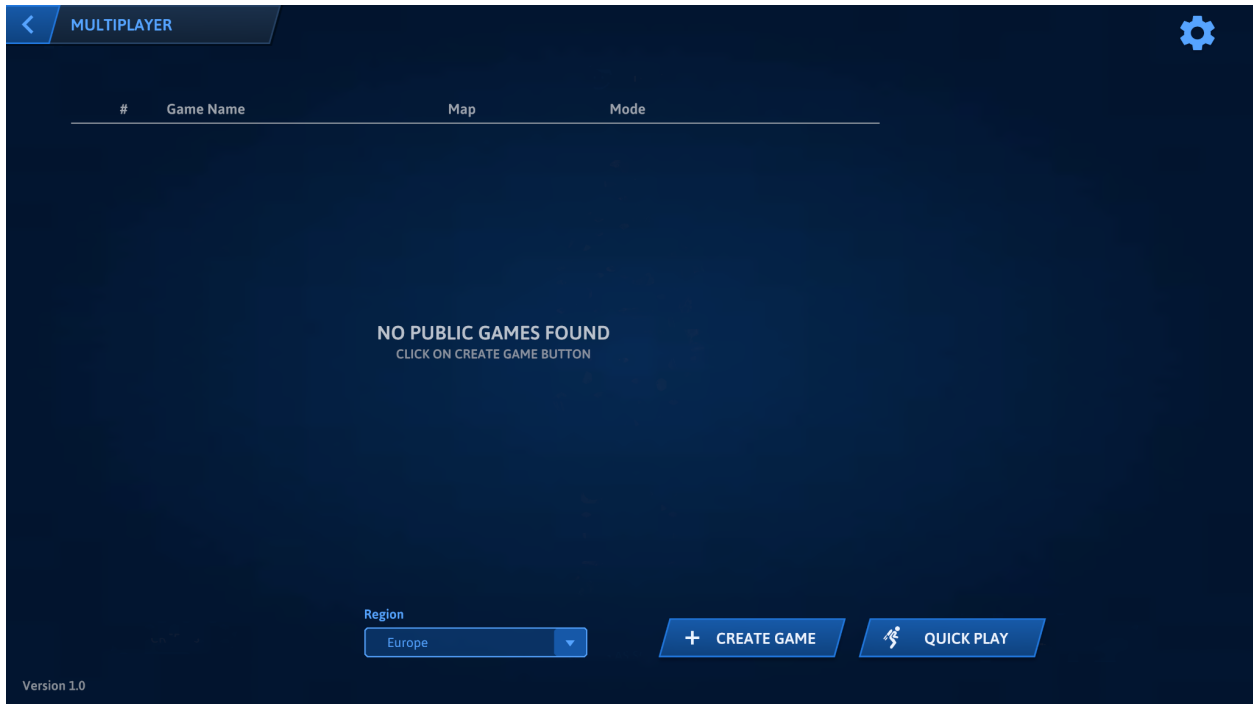 MULTIPLAYER
# Game Name Map Mode
NO PUBLIC GAMES FOUND
CLICK ON CREATE GAME BUTTON
Region
Europe
+ CREATE GAME
QUICK PLAY
Version 1.0